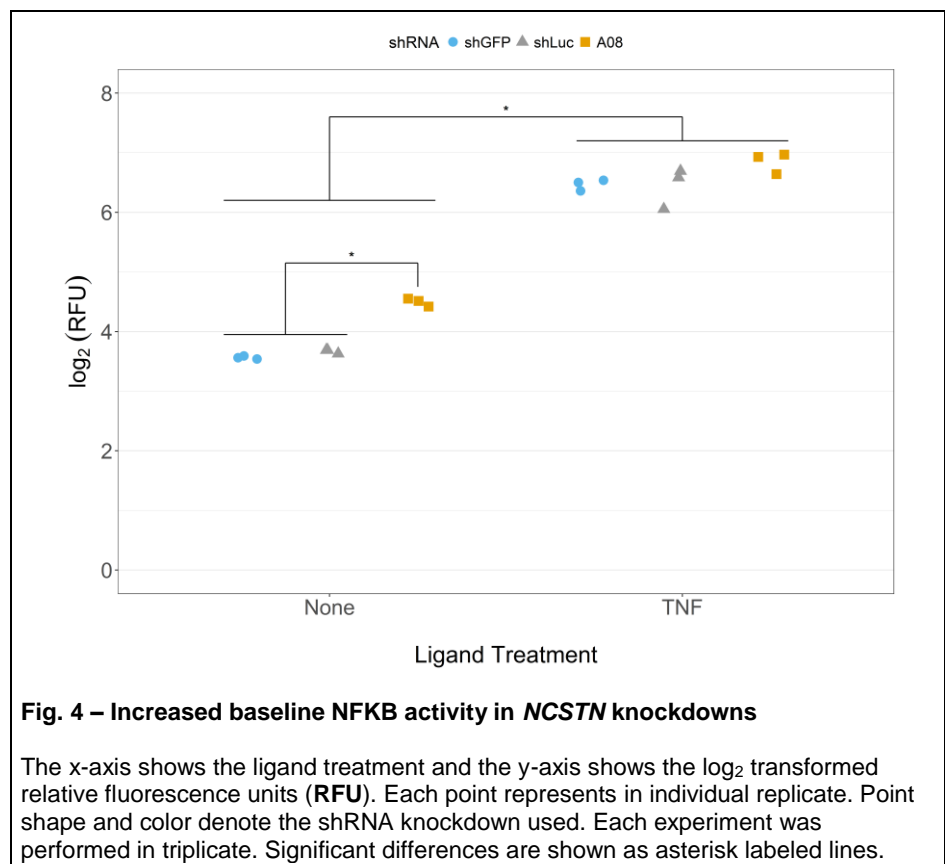 shRNA shGFP shLuc A08
*
*
8
6
4
2
0
log2 (RFU)
None TNF
Ligand Treatment
Fig. 4 – Increased baseline NFKB activity in NCSTN knockdowns
The x-axis shows the ligand treatment and the y-axis shows the log2 transformed
relative fluorescence units (RFU). Each point represents in individual replicate. Point
shape and color denote the shRNA knockdown used. Each experiment was
performed in triplicate. Significant differences are shown as asterisk labeled lines.